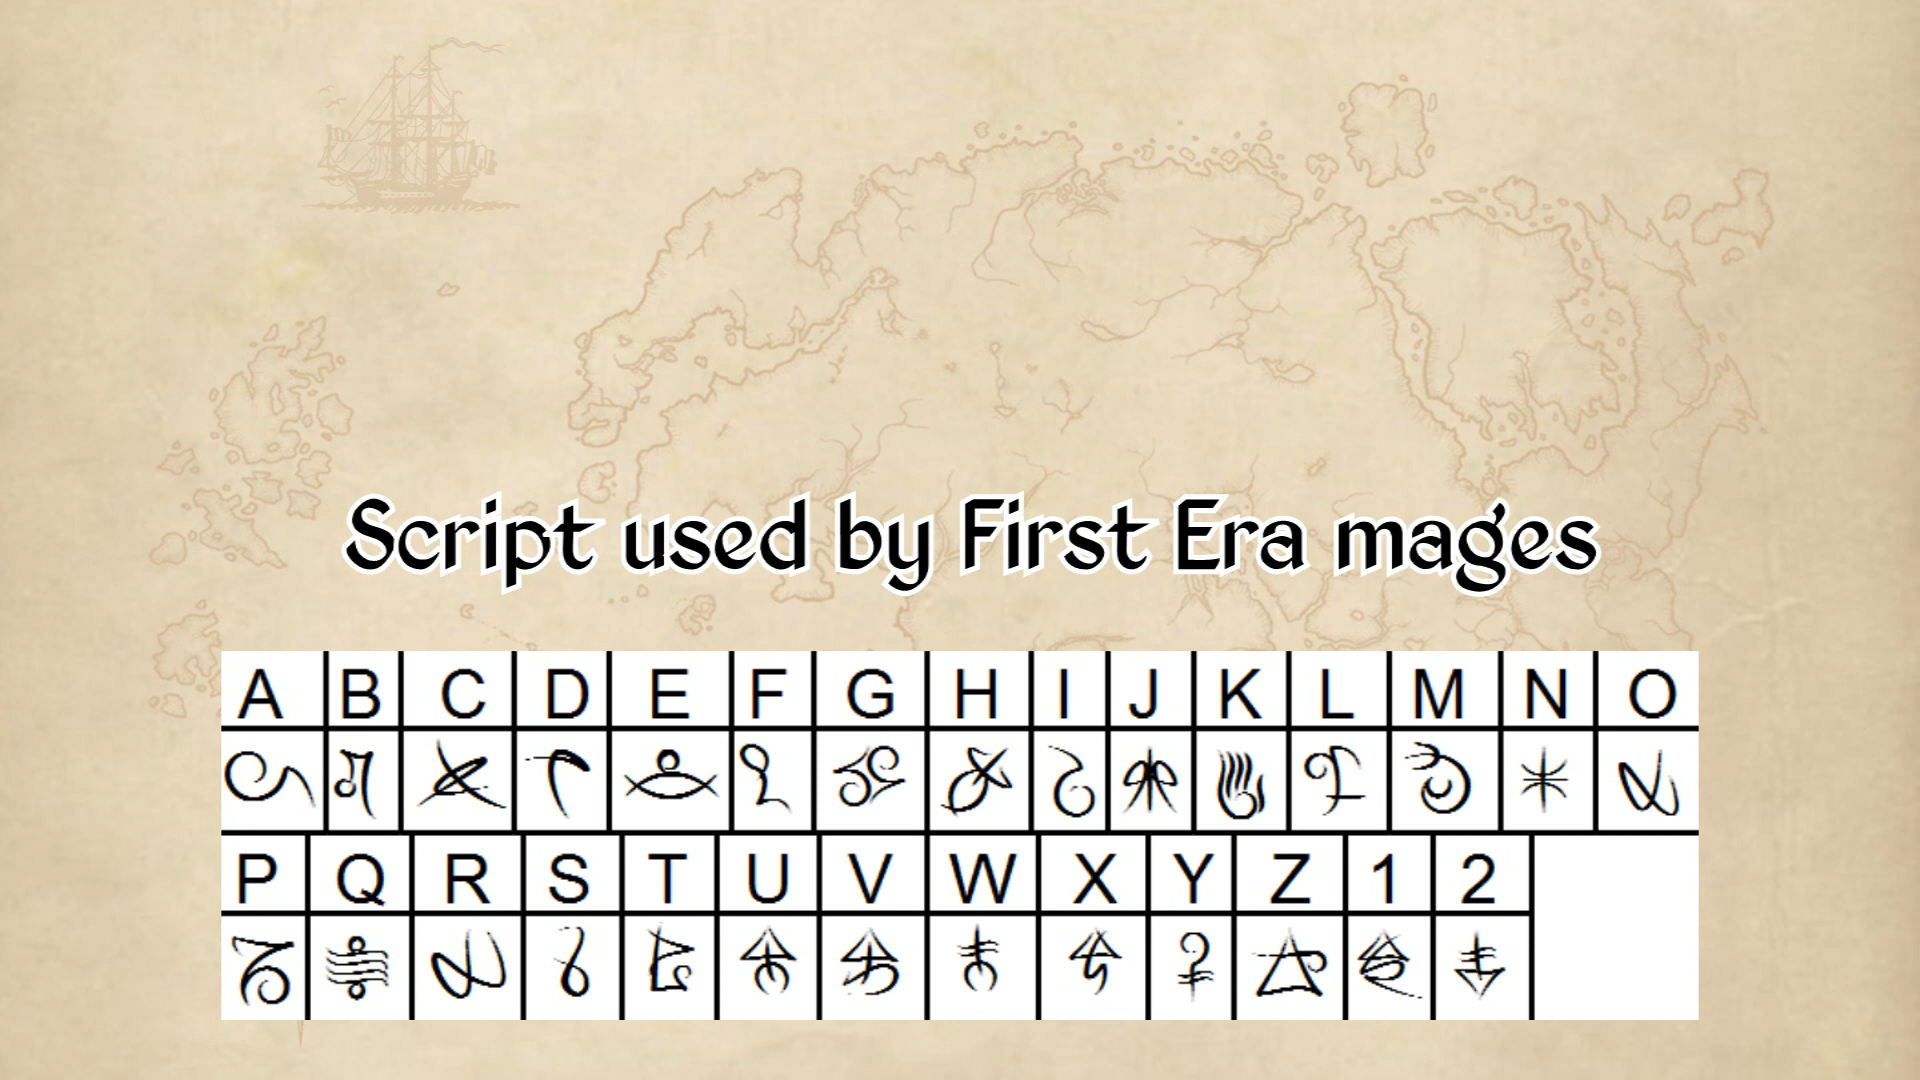 Script used by First Era mages
A B C D E F G H I J K L M N O
P Q R S T U V W X Y Z 1 2